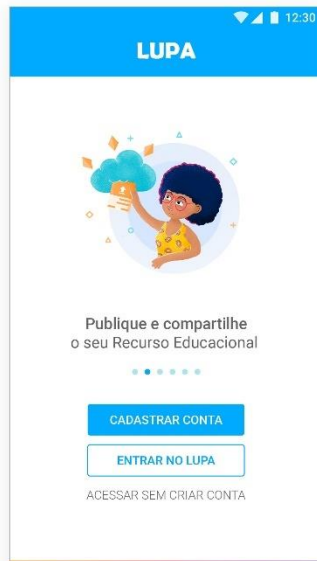 12:30
LUPA
Publique e compartilhe
o seu Recurso Educacional
CADASTRAR CONTA
ENTRAR NO LUPA
ACESSAR SEM CRIAR CONTA